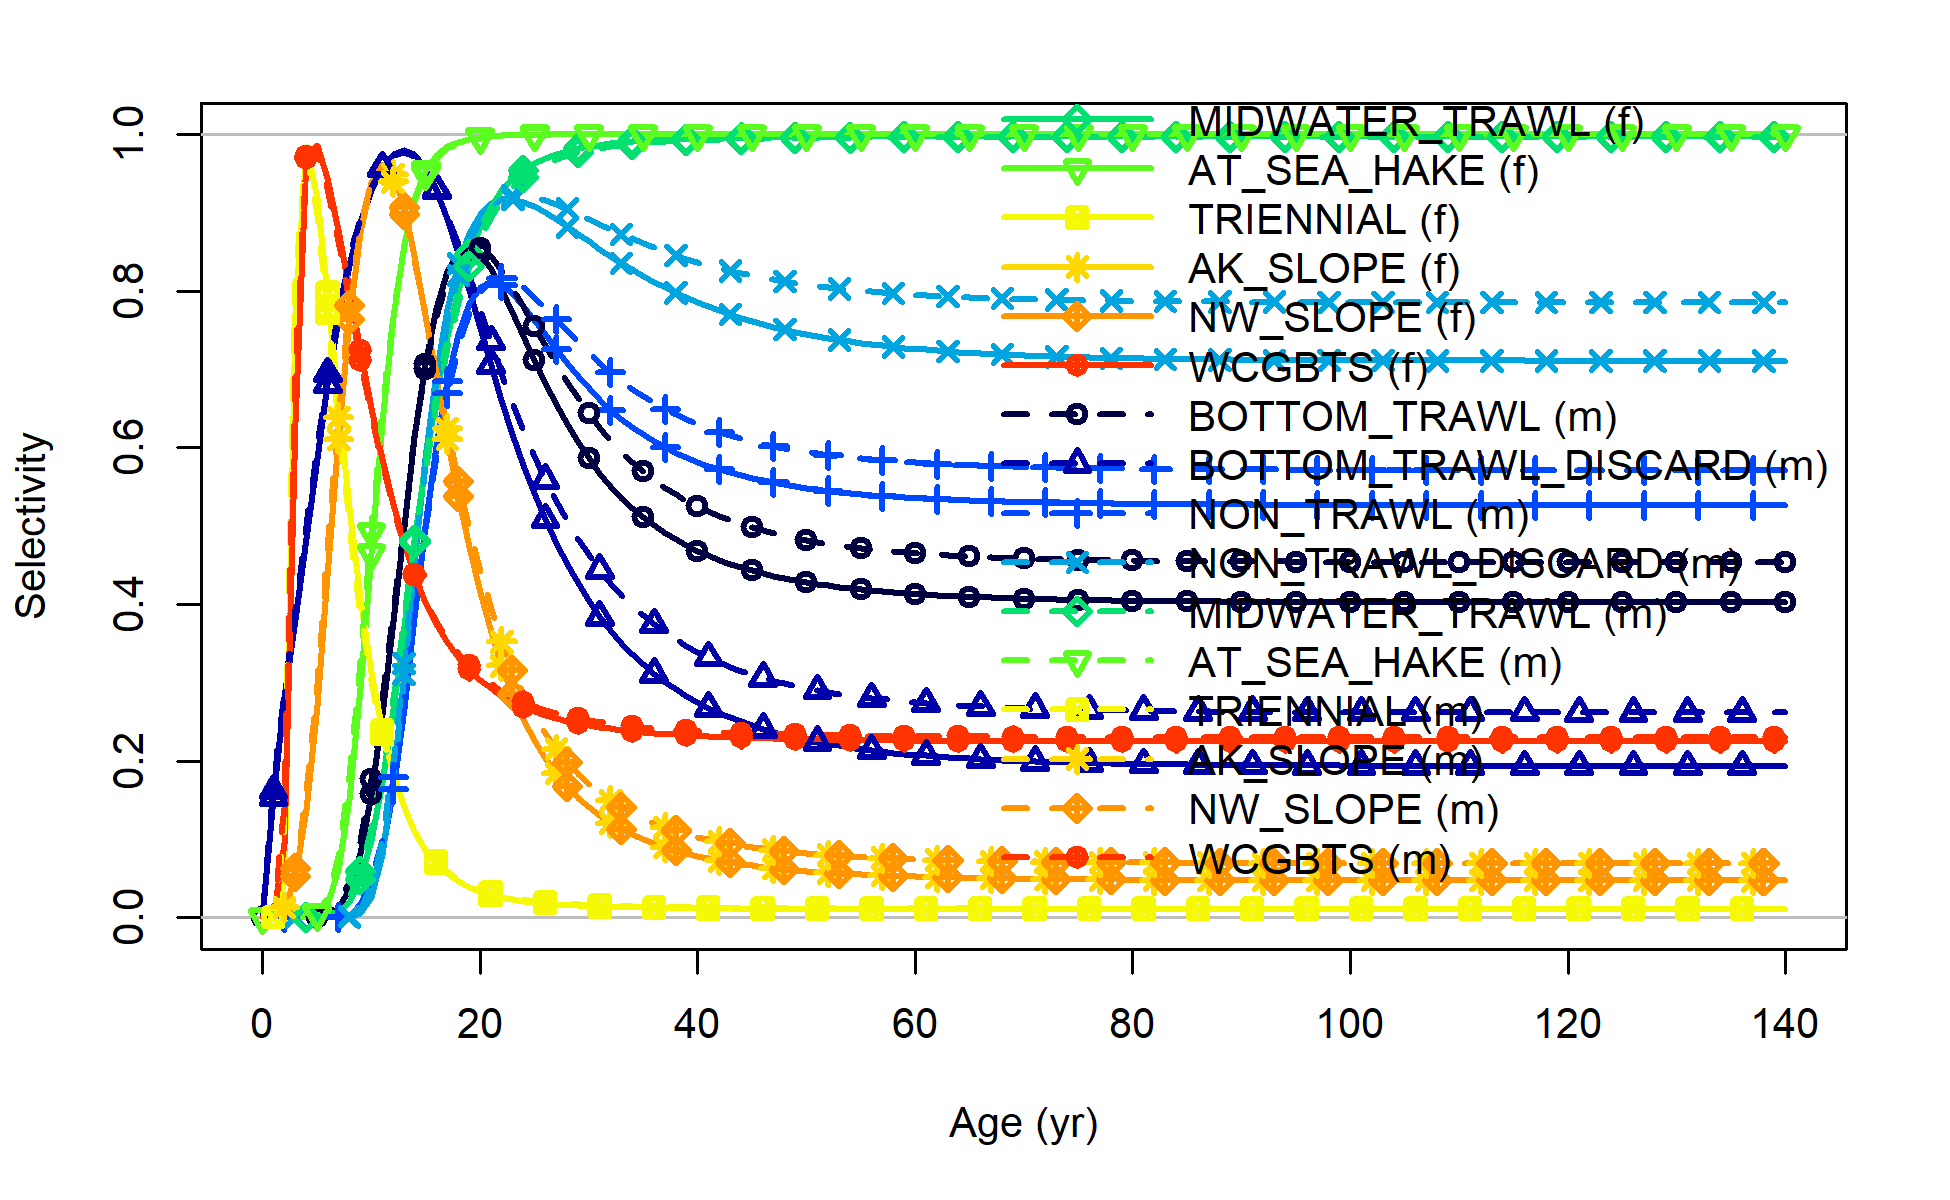 MIDWATER_TRAWL (f)
AT_SEA_HAKE (f)
TRIENNIAL (f)
AK_SLOPE (f)
NW_SLOPE (f)
WCGBTS (f)
BOTTOM_TRAWL (m)
BOTTOM_TRAWL_DISCARD (m)
NON_TRAWL (m)
NON_TRAWL_DISCARD (m)
MIDWATER_TRAWL (m)
AT_SEA_HAKE (m)
TRIENNIAL (m)
AK_SLOPE (m)
NW_SLOPE (m)
WCGBTS (m)
Selectivity
1.0
0.8
0.6
0.4
0.2
0.0
0 20 40 60 80 100 120 140
Age (yr)